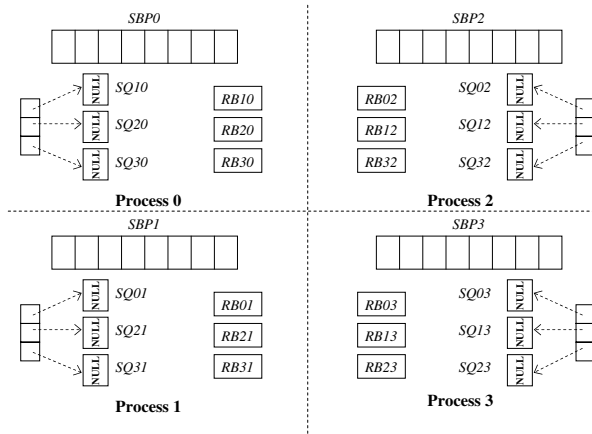 SBP0
NULL
SQ10
RB10
NULL
SQ20
RB20
NULL
SQ30
RB30
Process 0
SBP2
RB02
SQ02
NULL
RB12
SQ12
NULL
RB32
SQ32
NULL
Process 2
SBP1
NULL
SQ01
RB01
NULL
SQ21
RB21
NULL
SQ31
RB31
Process 1
SBP3
RB03
SQ03
NULL
RB13
SQ13
NULL
RB23
SQ23
NULL
Process 3